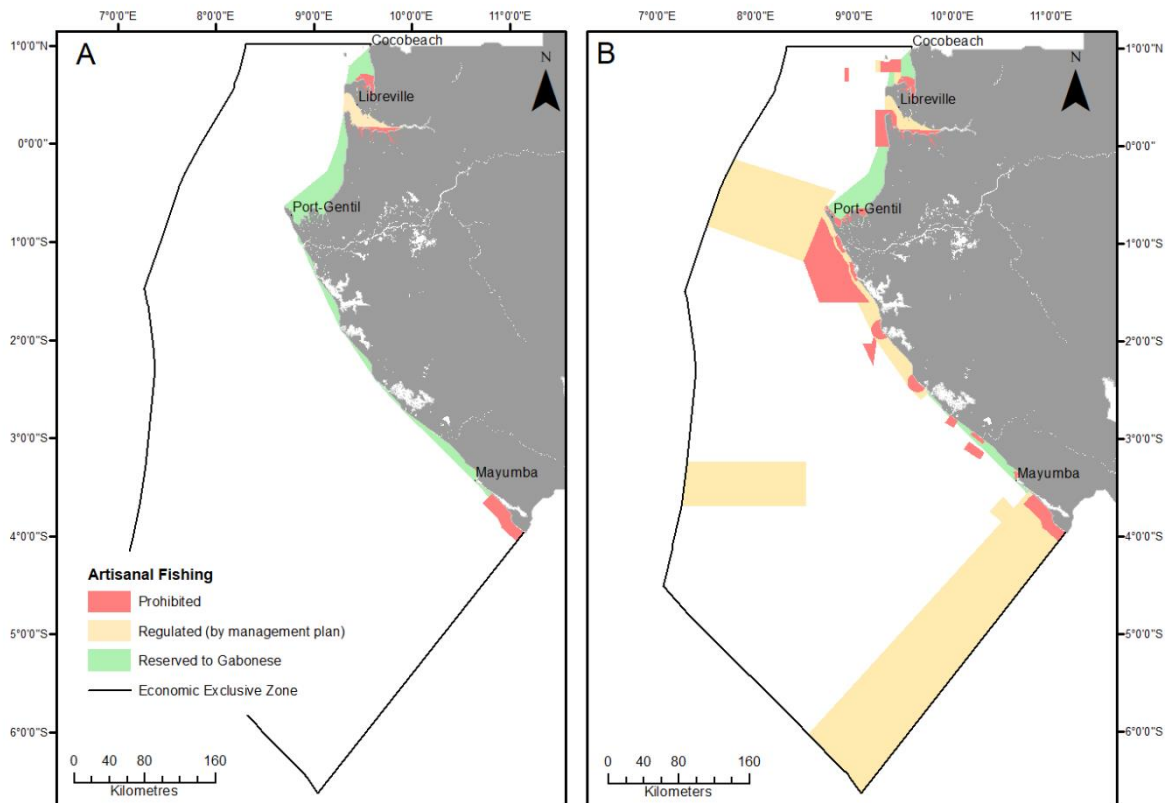 7°0'0"E 8°0'0"E 9°0'0"E 10°0'0"E 11°0'0"E
A
Cocobeach
1°0'0"N
N
Libreville
0°0'0"
Port-Gentil
1°0'0"S
2°0'0"S
3°0'0"S
Mayumba
4°0'0"S
Artisanal Fishing
Prohibited
Regulated (by management plan)
5°0'0"S
Reserved to Gabonese
Economic Exclusive Zone
6°0'0"S
0 40 80 160
Kilometres
7°0'0"E 8°0'0"E 9°0'0"E 10°0'0"E 11°0'0"E
B
Cocobeach
1°0'0"N
N
Libreville
0°0'0"
Port-Gentil
1°0'0"S
2°0'0"S
3°0'0"S
Mayumba
4°0'0"S
5°0'0"S
6°0'0"S
0 40 80 160
Kilometers